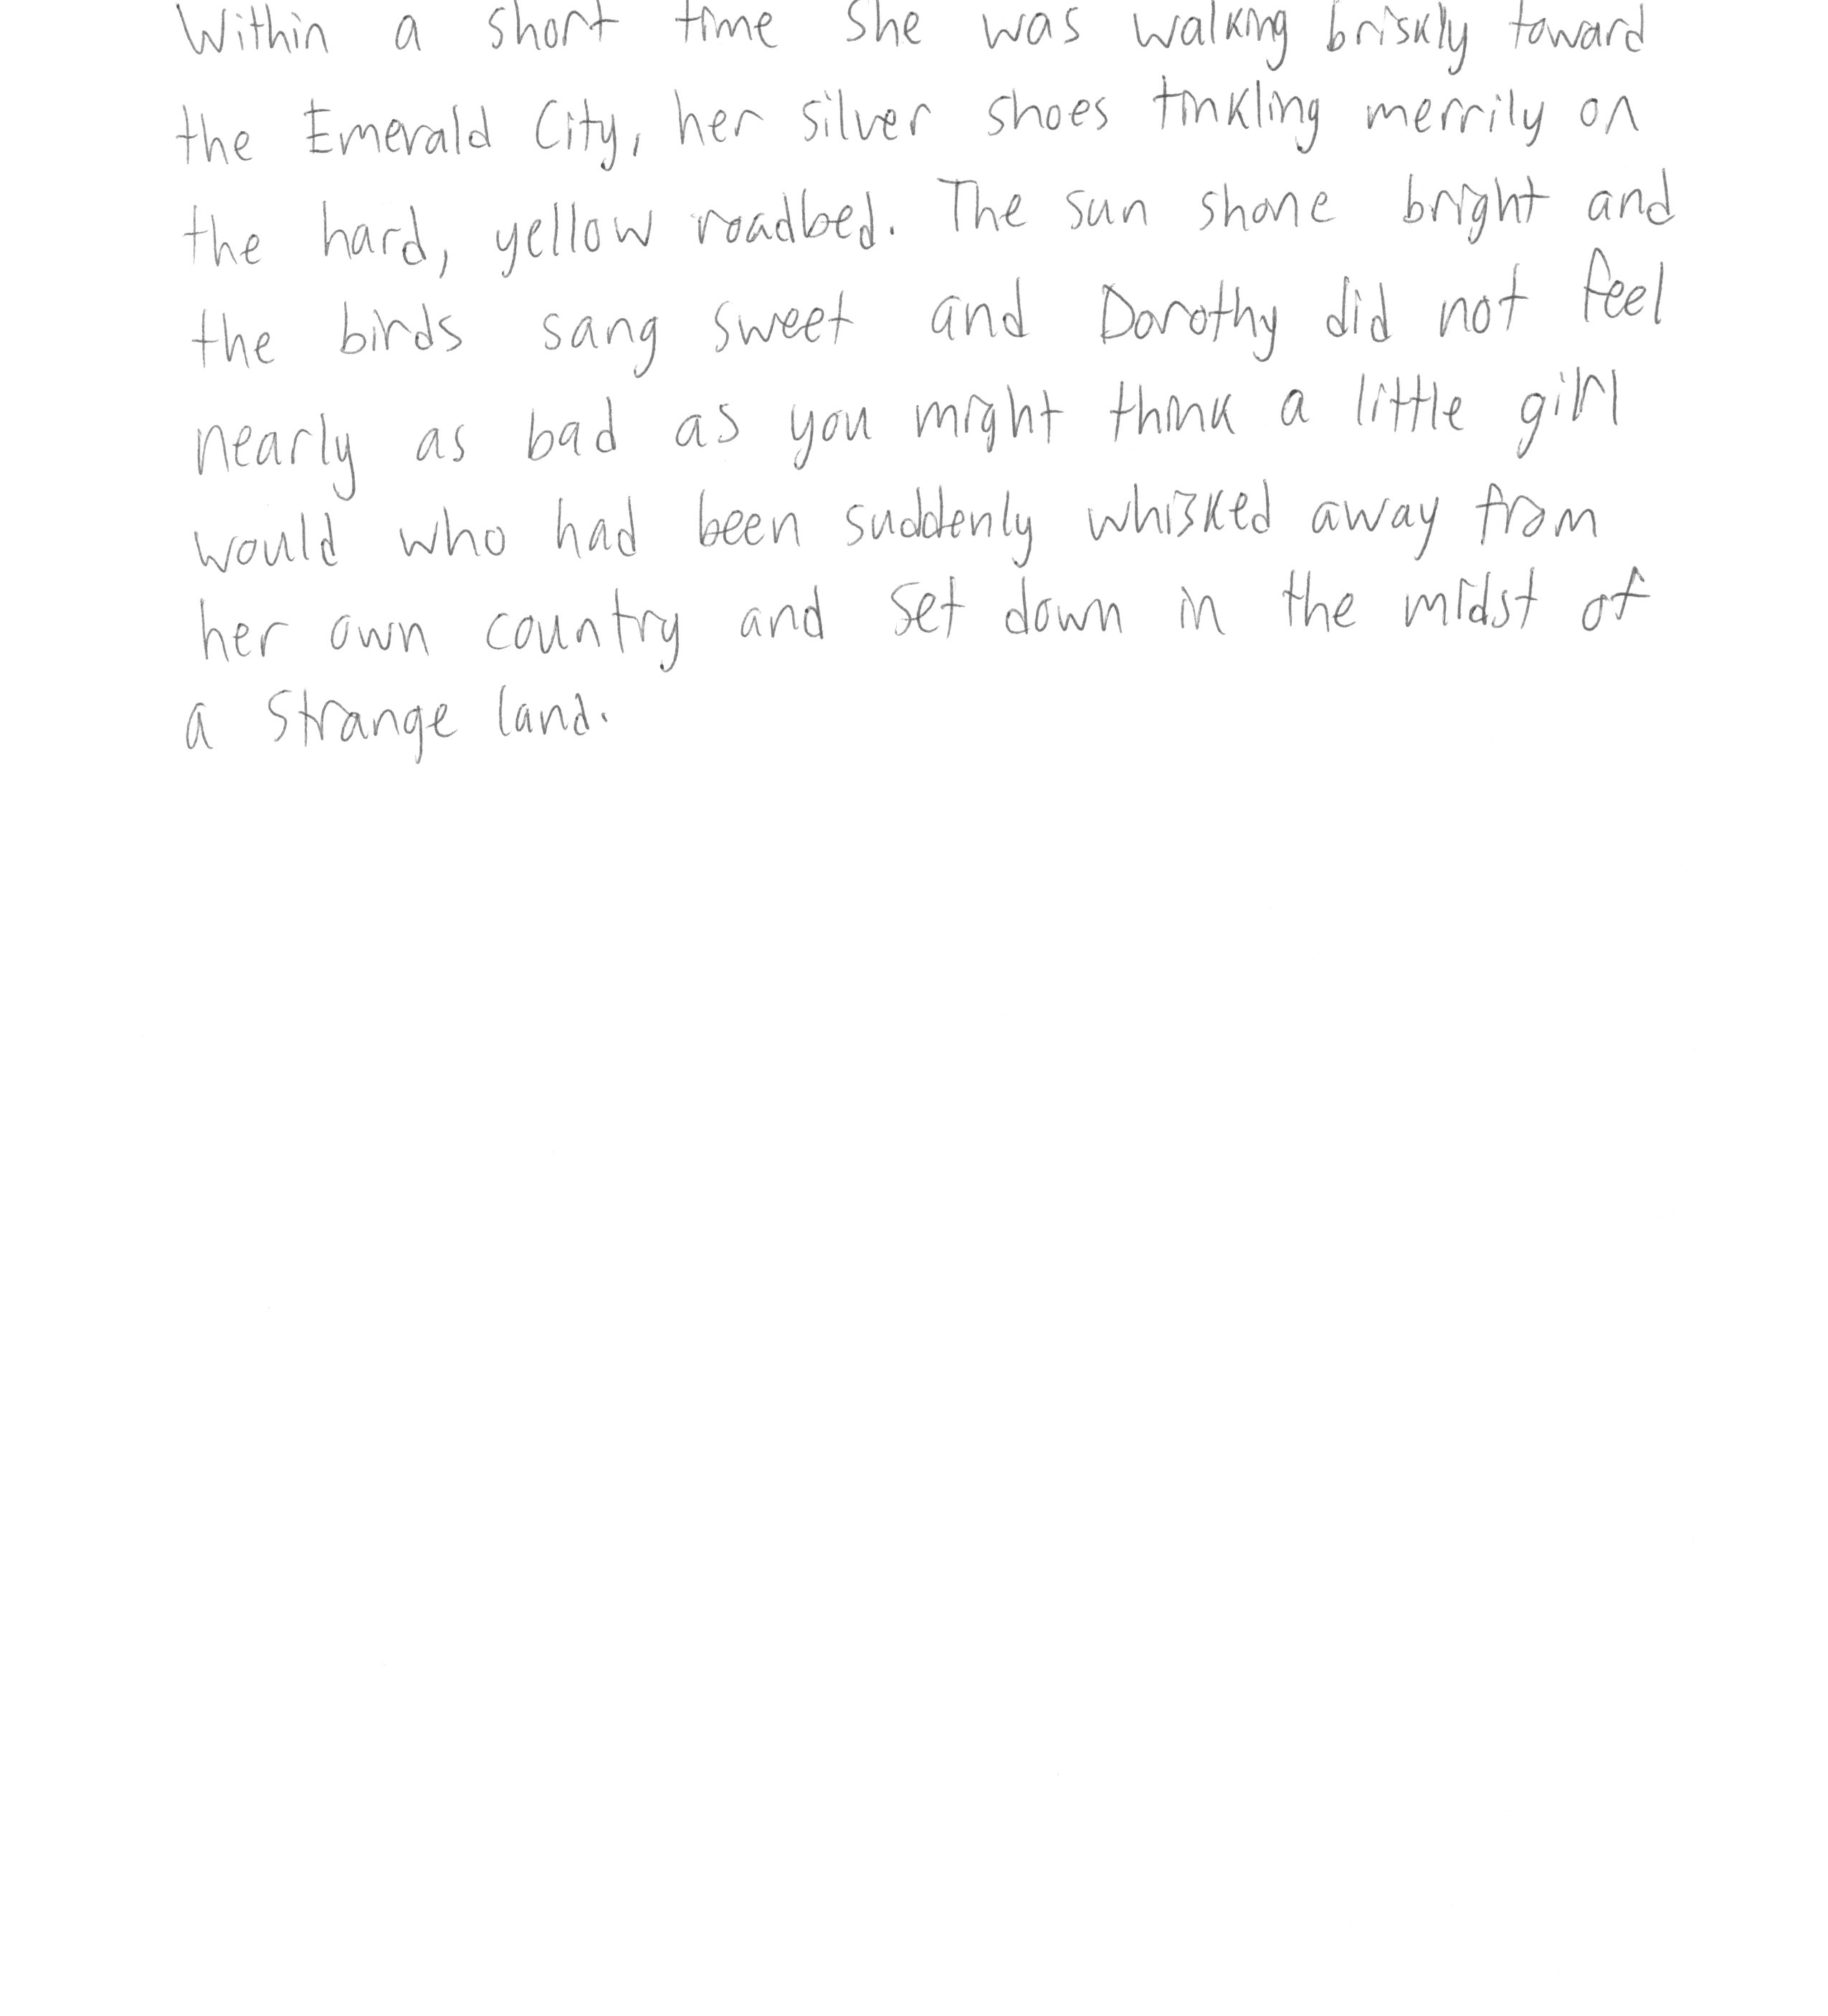 Within a short time she was walking briskly toward
the Emerald City, her silver shoes tinkling merrily on
the hard, yellow roadbed. The sun shone bright and
the birds sang sweet and Dorothy did not feel
nearly as bad as you might think a little girl
would who had been suddenly whisked away from
her own country and set down in the midst of
a strange land.